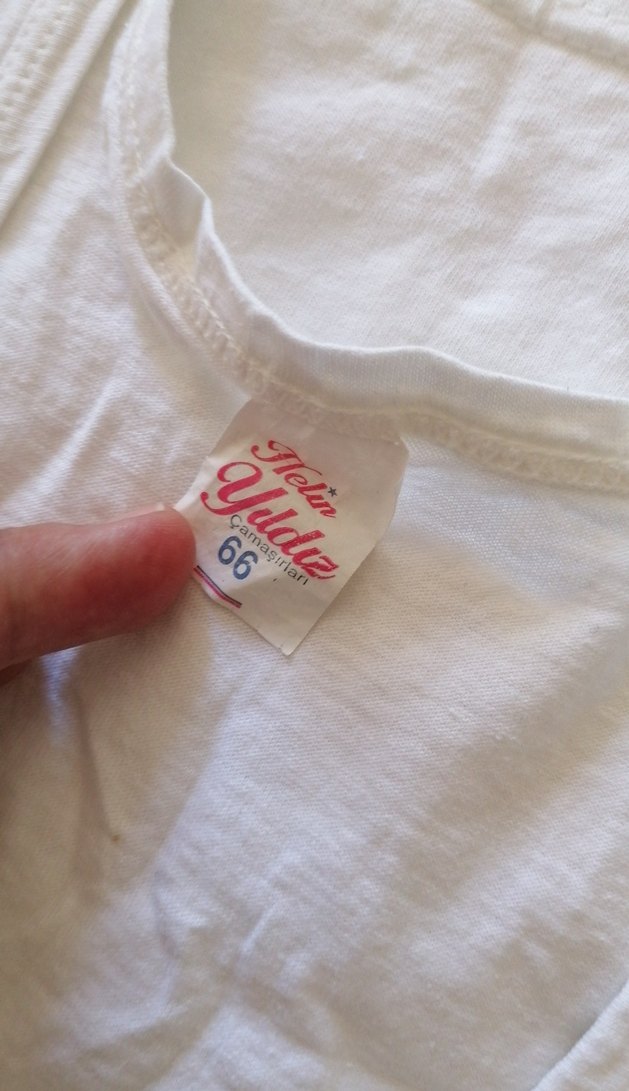 Helin
Yıldız
Çamaşırları
66